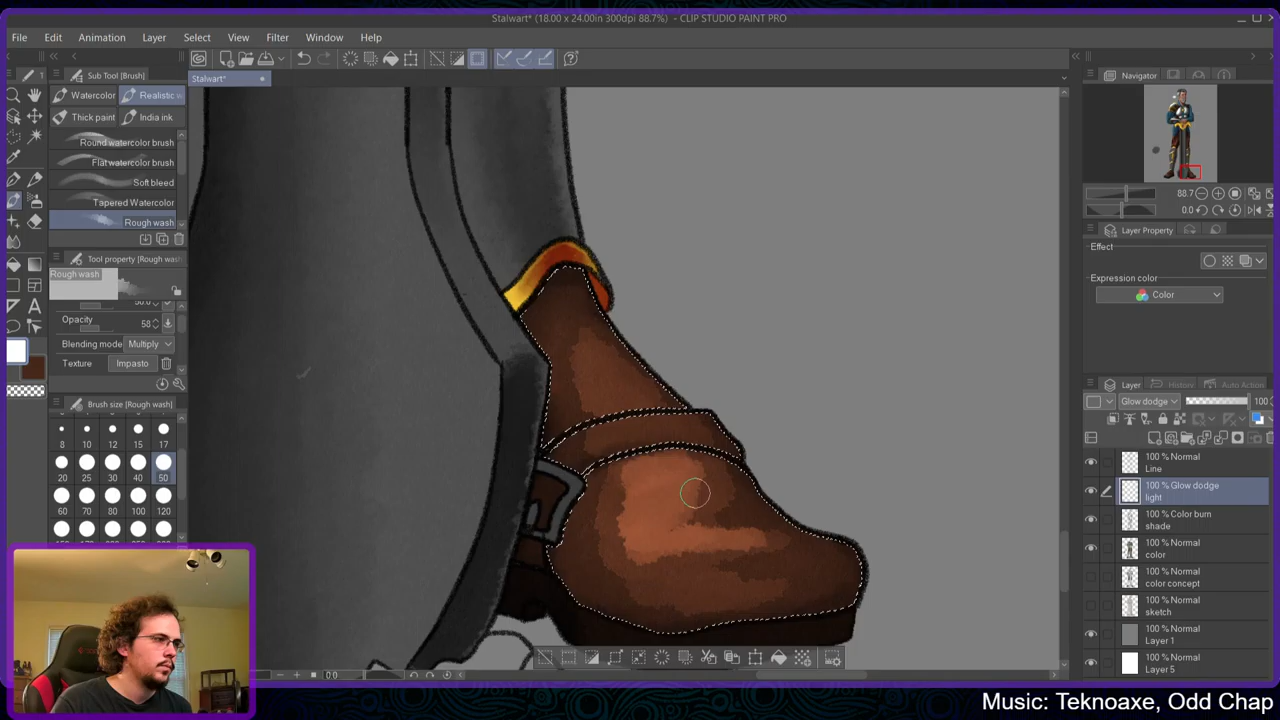 Stalwart* (18.00 x 24.00in 300dpi 88.7%) - CLIP STUDIO PAINT PRO
File Edit Animation Layer Select View Filter Window Help
Sub Tool [Brush]
Stalwart*
Navigator
Watercolor
Realistic w
Thick paint
India ink
Round watercolor brush
Flat watercolor brush
Soft bleed
Tapered Watercolor
Rough wash
88.7
0.0
Layer Property
Effect
Tool property [Rough wash]
Rough wash
Expression color
Color
Opacity 58
Blending mode Multiply
Texture Impasto
Brush size [Rough wash]
8 10 12 15 17
20 25 30 40 50
60 70 80 100 120
Layer
History
Auto Action
Glow dodge 100
100 % Normal
Line
100 % Glow dodge
light
100 % Color burn
shade
100 % Normal
color
100 % Normal
color concept
100 % Normal
sketch
100 % Normal
Layer 1
100 % Normal
Layer 5
Music: Teknoaxe, Odd Chap